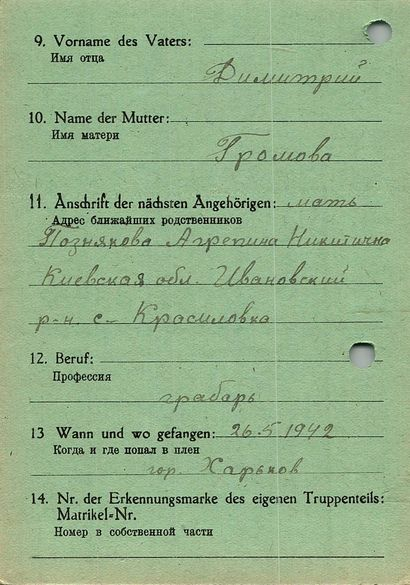 9. Vorname des Vaters:
Имя отца
Димитрий
10. Name der Mutter:
Имя матери
Громова
11. Anschrift der nächsten Angehörigen: мать
Адрес ближайших родственников
Познякова Агрепина Никитична
Киевская обл. Ивановский
р-н. с- Красиловка
12. Beruf:
Профессия
грабарь
13 Wann und wo gefangen: 26.5 1942
Когда и где попал в плен
гор. Харьков
14. Nr. der Erkennungsmarke des eigenen Truppenteils:
Matrikel-Nr.
Номер в собственной части